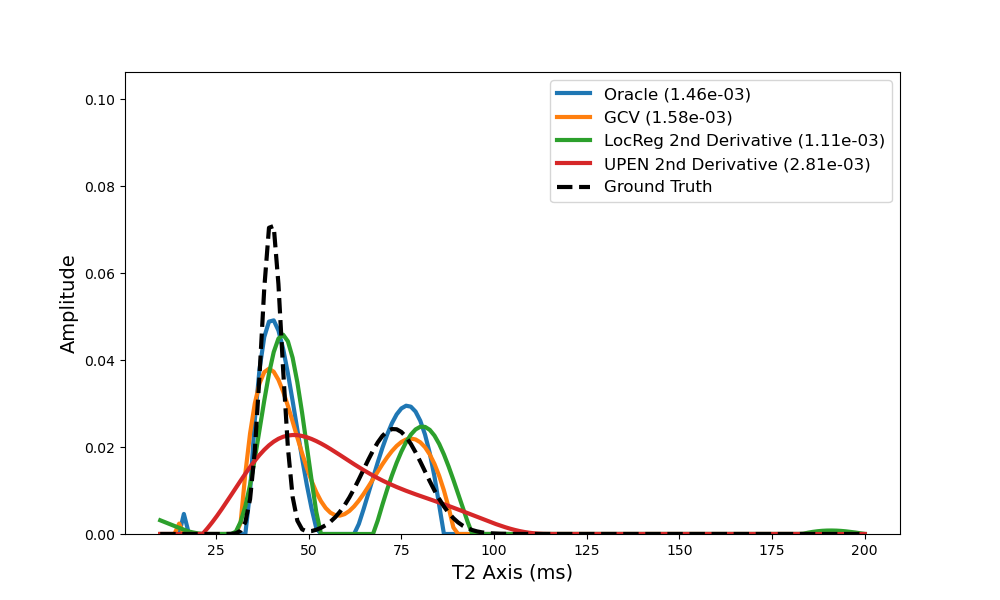 0.10
0.08
0.06
0.04
0.02
0.00
Amplitude
Oracle (1.46e-03)
GCV (1.58e-03)
LocReg 2nd Derivative (1.11e-03)
UPEN 2nd Derivative (2.81e-03)
Ground Truth
25 50 75 100 125 150 175 200
T2 Axis (ms)